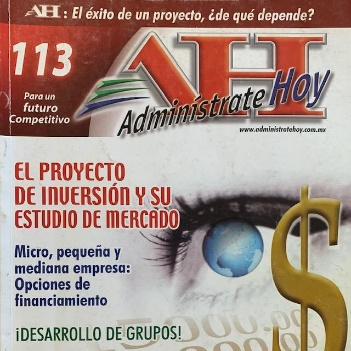 AH : El éxito de un proyecto, ¿de qué depende?
113
Para un
futuro
Competitivo
AH
Adminístrate Hoy
www.administratehoy.com.mx
EL PROYECTO
DE INVERSIÓN Y SU
ESTUDIO DE MERCADO
Micro, pequeña y
mediana empresa:
Opciones de
financiamiento
$
¡DESARROLLO DE GRUPOS!